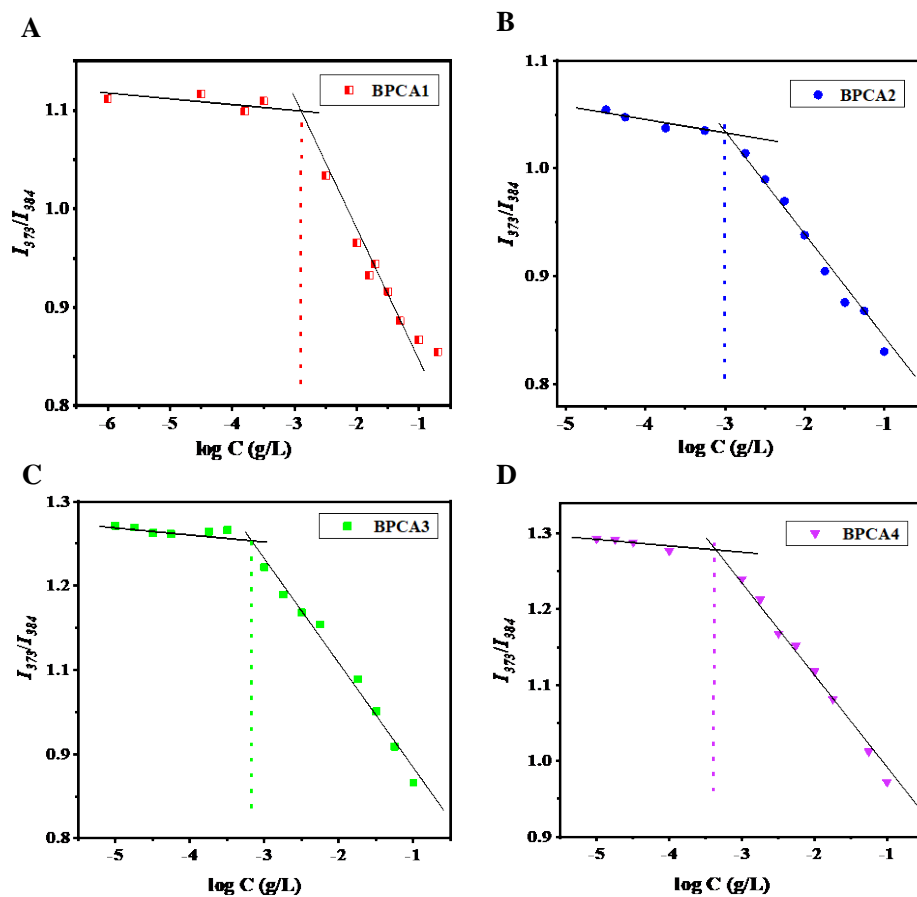 A
BPCA1
I373/I384
1.1
1.0
0.9
0.8
-6 -5 -4 -3 -2 -1
log C (g/L)
B
BPCA2
I373/I384
1.1
1.0
0.9
0.8
-5 -4 -3 -2 -1
log C (g/L)
C
BPCA3
I373/I384
1.3
1.2
1.1
0.9
0.8
-5 -4 -3 -2 -1
log C (g/L)
D
BPCA4
I373/I384
1.3
1.2
1.1
1.0
0.9
-5 -4 -3 -2 -1
log C (g/L)